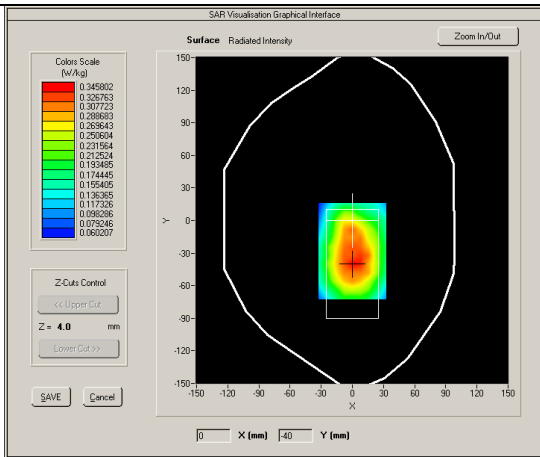 SAR Visualisation Graphical Interface
Surface Radiated Intensity
Zoom In/Out
Colors Scale
(W/kg)
0.345802
0.326763
0.307723
0.288683
0.269643
0.250604
0.231564
0.212524
0.193485
0.174445
0.155405
0.136365
0.117326
0.098286
0.079246
0.060207
150
120
90
60
30
0
-30
-60
-90
-120
-150
Y
-150 -120 -90 -60 -30 0 30 60 90 120 150
X
Z-Cuts Control
<< Upper Cut
Z = 4.0 mm
Lower Cut >>
SAVE Cancel
0 X (mm) -40 Y (mm)